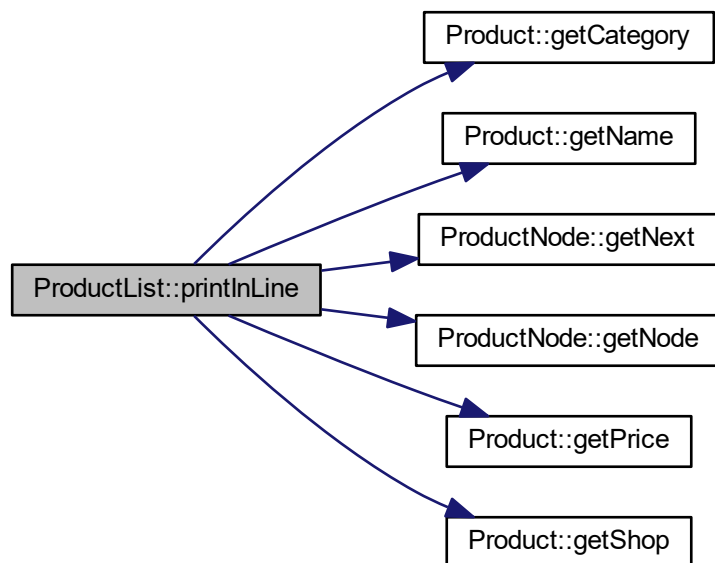 Product::getCategory
Product::getName
ProductNode::getNext
ProductList::printInLine
ProductNode::getNode
Product::getPrice
Product::getShop